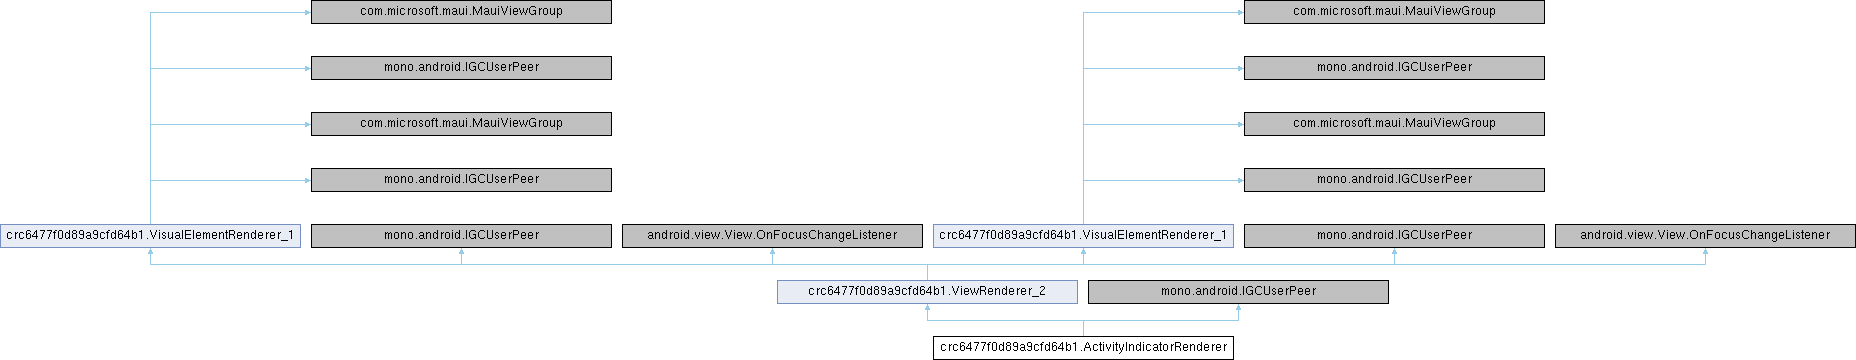 com.microsoft.maui.MauiViewGroup
com.microsoft.maui.MauiViewGroup
mono.android.IGCUserPeer
mono.android.IGCUserPeer
com.microsoft.maui.MauiViewGroup
com.microsoft.maui.MauiViewGroup
mono.android.IGCUserPeer
mono.android.IGCUserPeer
crc6477f0d89a9cfd64b1.VisualElementRenderer_1
mono.android.IGCUserPeer
android.view.View.OnFocusChangeListener
crc6477f0d89a9cfd64b1.VisualElementRenderer_1
mono.android.IGCUserPeer
android.view.View.OnFocusChangeListener
crc6477f0d89a9cfd64b1.ViewRenderer_2
mono.android.IGCUserPeer
crc6477f0d89a9cfd64b1.ActivityIndicatorRenderer